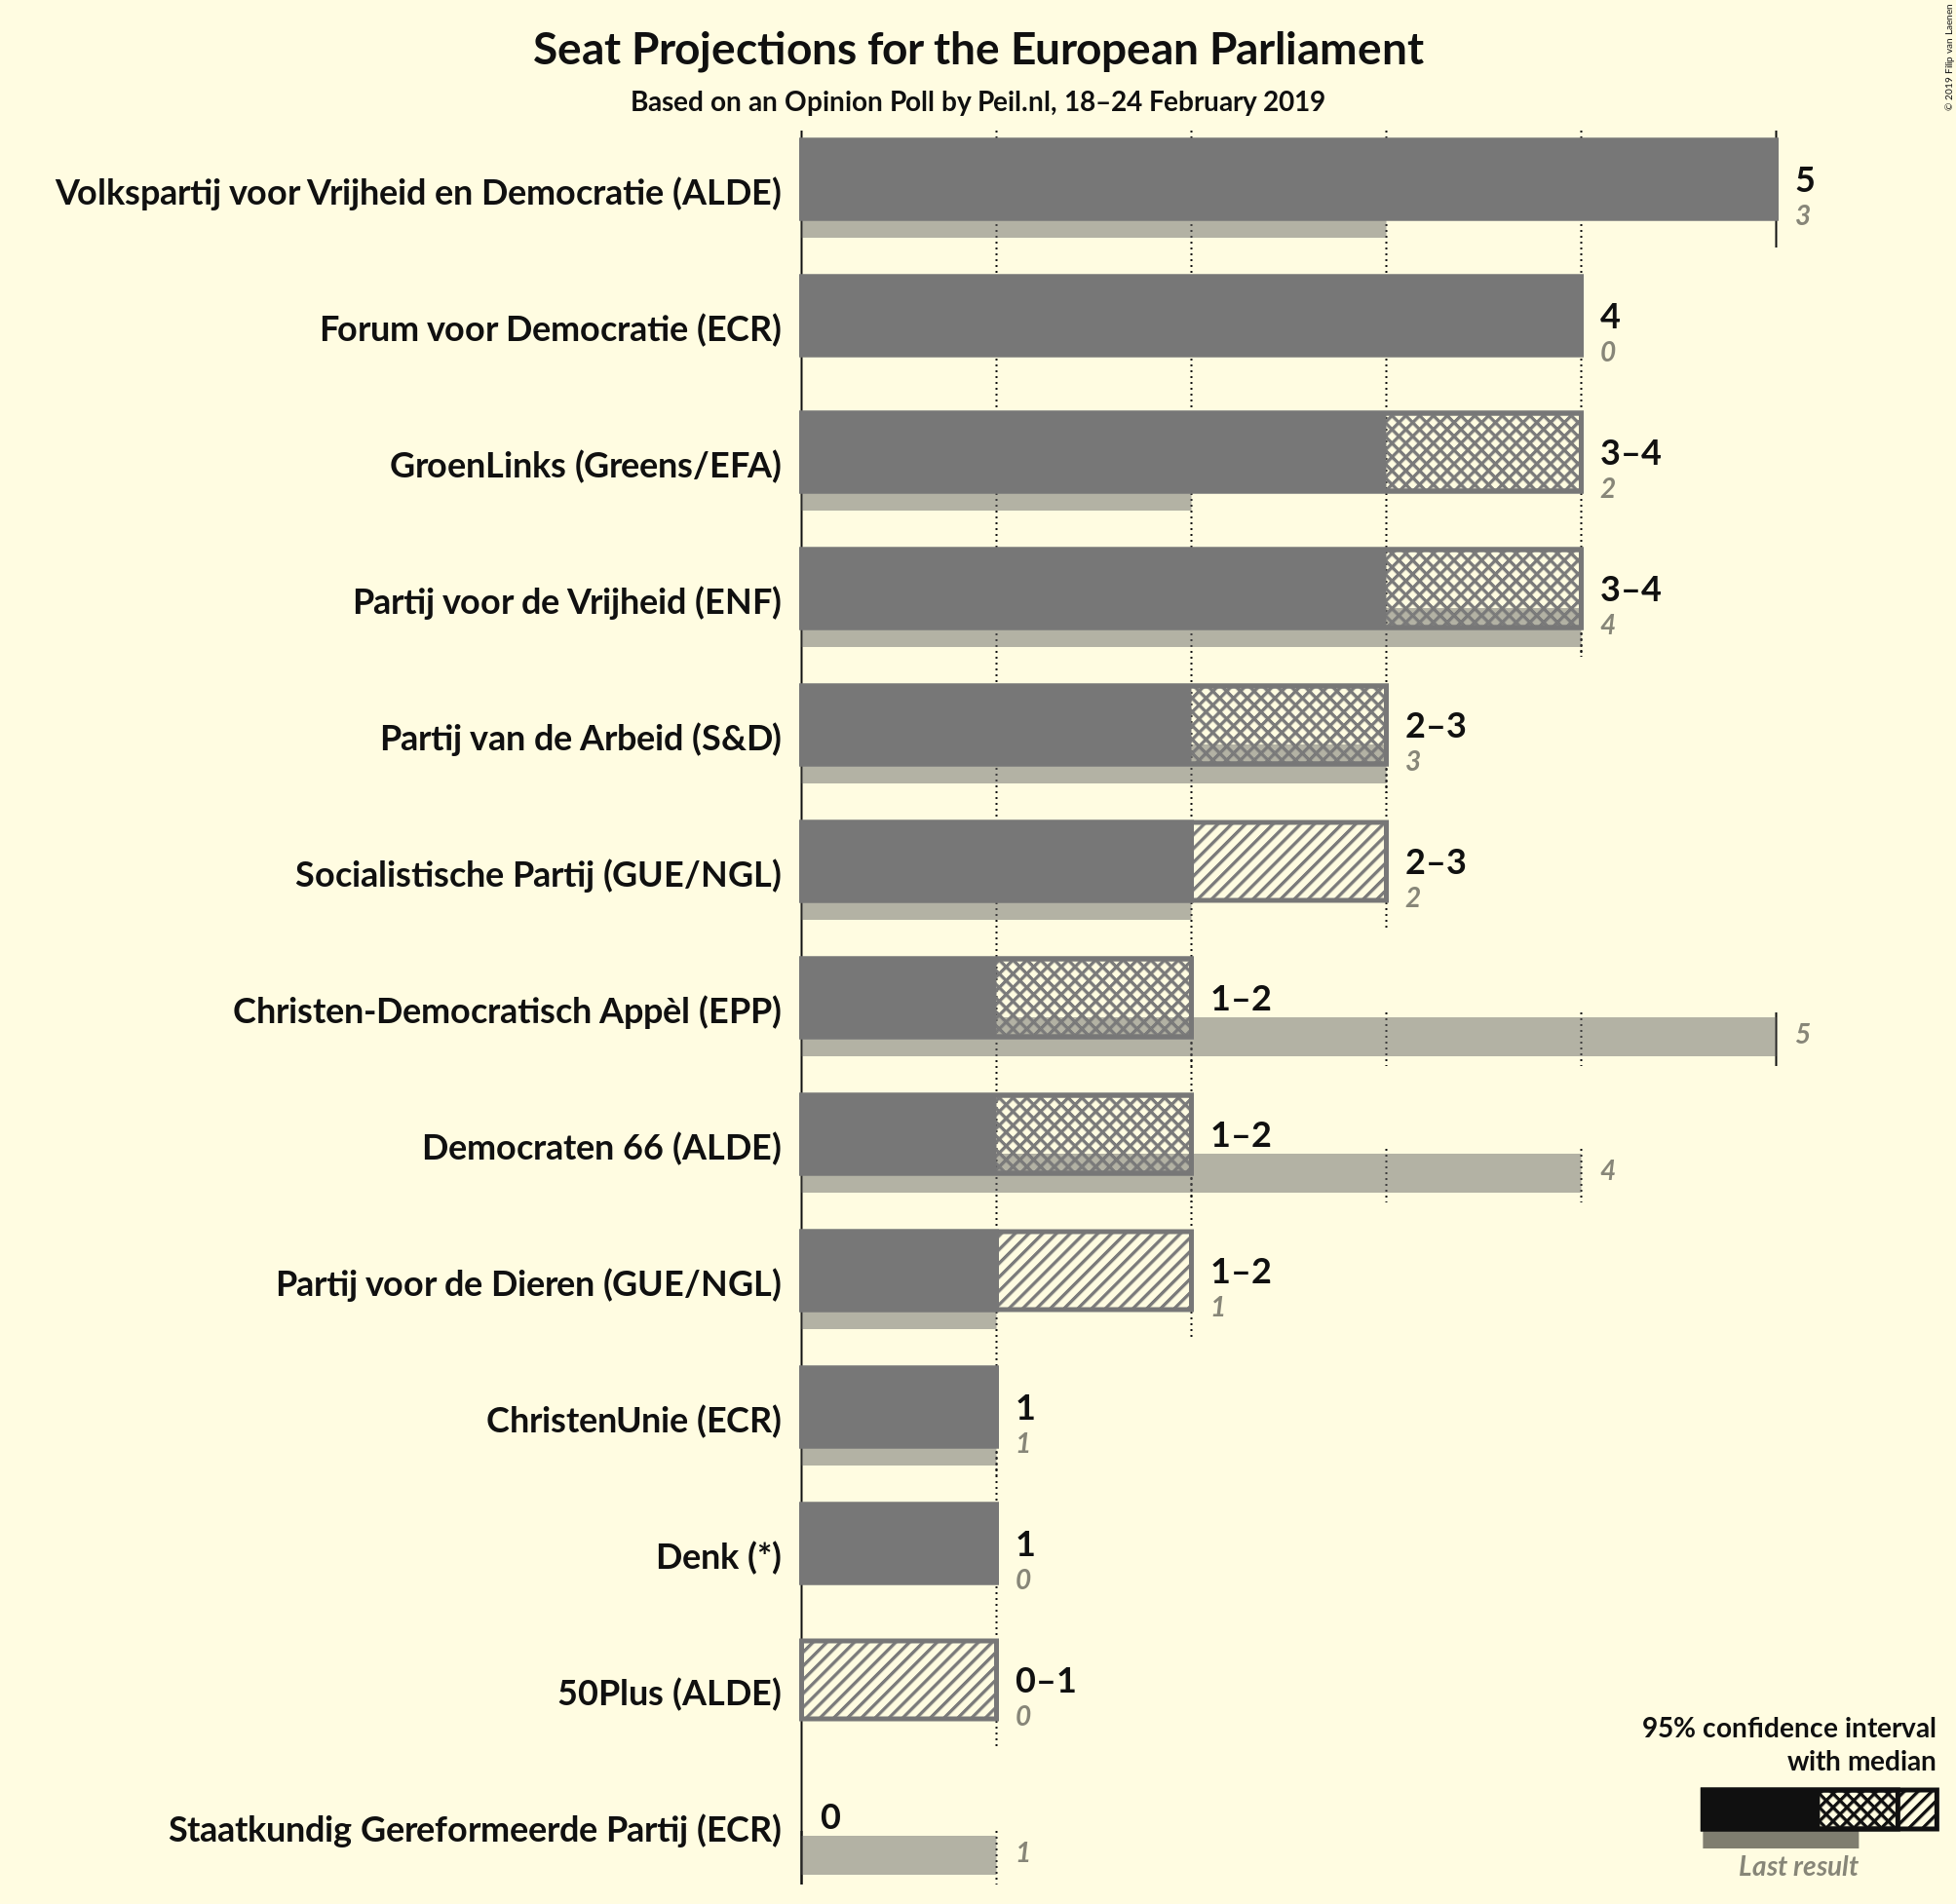 Seat Projections for the European Parliament
Based on an Opinion Poll by Peil.nl, 18–24 February 2019
© 2019 Filip van Laenen
Volkspartij voor Vrijheid en Democratie (ALDE)
5
3
Forum voor Democratie (ECR)
4
0
GroenLinks (Greens/EFA)
3–4
2
Partij voor de Vrijheid (ENF)
3–4
4
Partij van de Arbeid (S&D)
2–3
3
Socialistische Partij (GUE/NGL)
2–3
2
Christen-Democratisch Appèl (EPP)
1–2
5
Democraten 66 (ALDE)
1–2
4
Partij voor de Dieren (GUE/NGL)
1–2
1
ChristenUnie (ECR)
1
1
Denk (*)
1
0
50Plus (ALDE)
0–1
0
Staatkundig Gereformeerde Partij (ECR)
0
1
95% confidence interval
with median
Last result